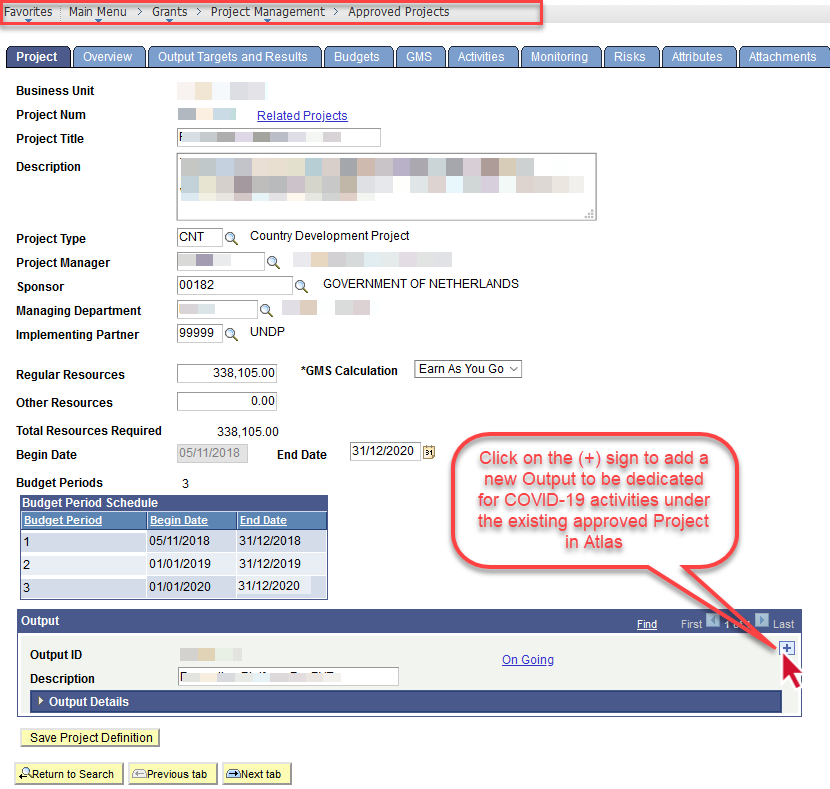 Favorites Main Menu > Grants > Project Management > Approved Projects
Project Overview Output Targets and Results Budgets GMS Activities Monitoring Risks Attributes Attachments
Business Unit
Project Num Related Projects
Project Title
Description
Project Type CNT Country Development Project
Project Manager
Sponsor 00182 GOVERNMENT OF NETHERLANDS
Managing Department
Implementing Partner 99999 UNDP
Regular Resources 338,105.00 *GMS Calculation Earn As You Go
Other Resources 0.00
Total Resources Required 338,105.00
Begin Date 05/11/2018 End Date 31/12/2020
Budget Periods 3
Click on the (+) sign to add a
new Output to be dedicated
for COVID-19 activities under
the existing approved Project
in Atlas
Budget Period Schedule
Budget Period Begin Date End Date
1 05/11/2018 31/12/2018
2 01/01/2019 31/12/2019
3 01/01/2020 31/12/2020
Output Find First 1 of Last
Output ID On Going
Description
Output Details
Save Project Definition
Return to Search Previous tab Next tab